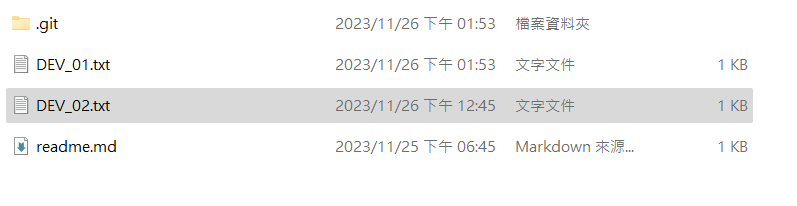 .git 2023/11/26 下午 01:53 檔案資料夾
DEV_01.txt 2023/11/26 下午 01:53 文字文件 1 KB
DEV_02.txt 2023/11/26 下午 12:45 文字文件 1 KB
readme.md 2023/11/25 下午 06:45 Markdown 來源... 1 KB